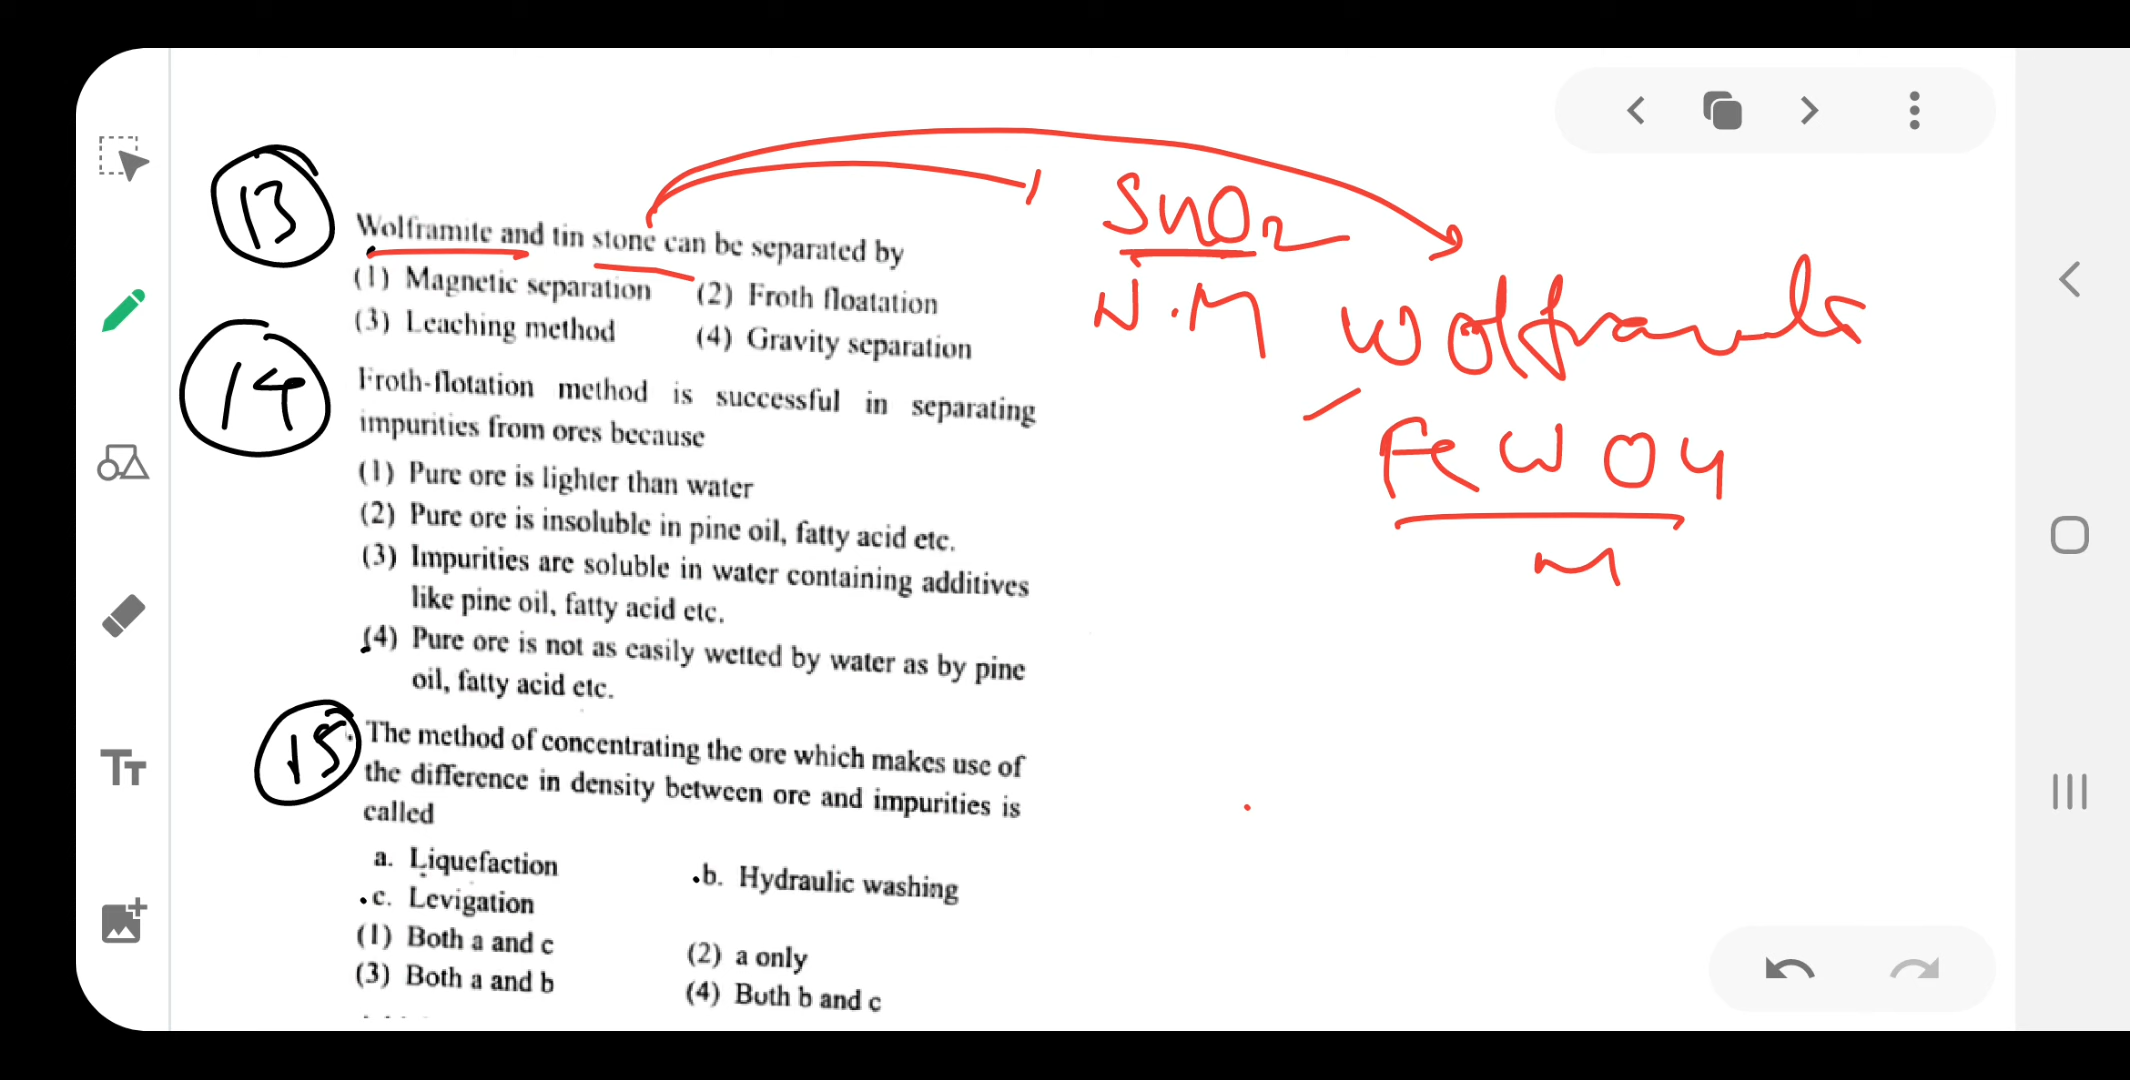 13
Wolframite and tin stone can be separated by
(1) Magnetic separation (2) Froth floatation
(3) Leaching method (4) Gravity separation
SnO2
N.M
Wolframite
FeWO4
M
14
Froth-flotation method is successful in separating
impurities from ores because
(1) Pure ore is lighter than water
(2) Pure ore is insoluble in pine oil, fatty acid etc.
(3) Impurities are soluble in water containing additives
like pine oil, fatty acid etc.
(4) Pure ore is not as easily wetted by water as by pine
oil, fatty acid etc.
15
The method of concentrating the ore which makes use of
the difference in density between ore and impurities is
called
a. Liquefaction .b. Hydraulic washing
.c. Levigation
(1) Both a and c (2) a only
(3) Both a and b (4) Both b and c
TT